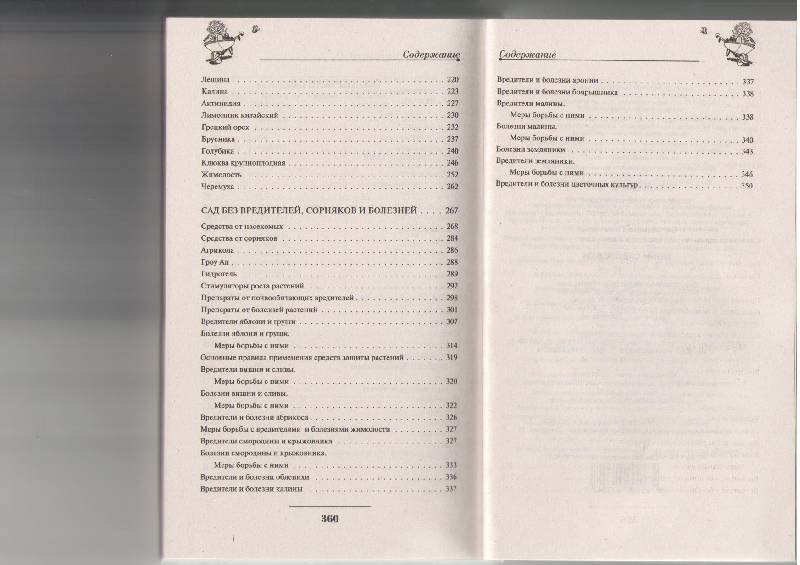 Содержание
Лещина . . . . . . . . . . 220
Калина . . . . . . . . . . 223
Актинидия . . . . . . . . . . 227
Лимонник китайский . . . . . . . . . . 230
Грецкий орех . . . . . . . . . . 232
Брусника . . . . . . . . . . 237
Голубика . . . . . . . . . . 240
Клюква крупноплодная . . . . . . . . . . 246
Жимолость . . . . . . . . . . 252
Черемуха . . . . . . . . . . 262
САД БЕЗ ВРЕДИТЕЛЕЙ, СОРНЯКОВ И БОЛЕЗНЕЙ . . . . 267
Средства от насекомых . . . . . . . . . . 268
Средства от сорняков . . . . . . . . . . 284
Агрикола . . . . . . . . . . 286
Гроу Ап . . . . . . . . . . 288
Гидрогель . . . . . . . . . . 289
Стимуляторы роста растений . . . . . . . . . . 292
Препараты от почвообитающих вредителей . . . . . . . . . . 298
Препараты от болезней растений . . . . . . . . . . 301
Вредители яблони и груши . . . . . . . . . . 307
Болезни яблони и груши.
Меры борьбы с ними . . . . . . . . . . 314
Основные правила применения средств защиты растений . . . . . . . 319
Вредители вишни и сливы.
Меры борьбы с ними . . . . . . . . . . 320
Болезни вишни и сливы.
Меры борьбы с ними . . . . . . . . . . 322
Вредители и болезни абрикоса . . . . . . . . . . 326
Меры борьбы с вредителями и болезнями жимолости . . . . . . . . . 327
Вредители смородины и крыжовника . . . . . . . . . . 327
Болезни смородины и крыжовника.
Меры борьбы с ними . . . . . . . . . . 333
Вредители и болезни облепихи . . . . . . . . . . 336
Вредители и болезни калины . . . . . . . . . . 337
360
Содержание
Вредители и болезни аронии . . . . . . . . . . 337
Вредители и болезни боярышника . . . . . . . . . . 338
Вредители малины.
Меры борьбы с ними . . . . . . . . . . 338
Болезни малины.
Меры борьбы с ними . . . . . . . . . . 340
Болезни земляники . . . . . . . . . . 343
Вредители земляники.
Меры борьбы с ними . . . . . . . . . . 346
Вредители и болезни цветочных культур . . . . . . . . . . 350